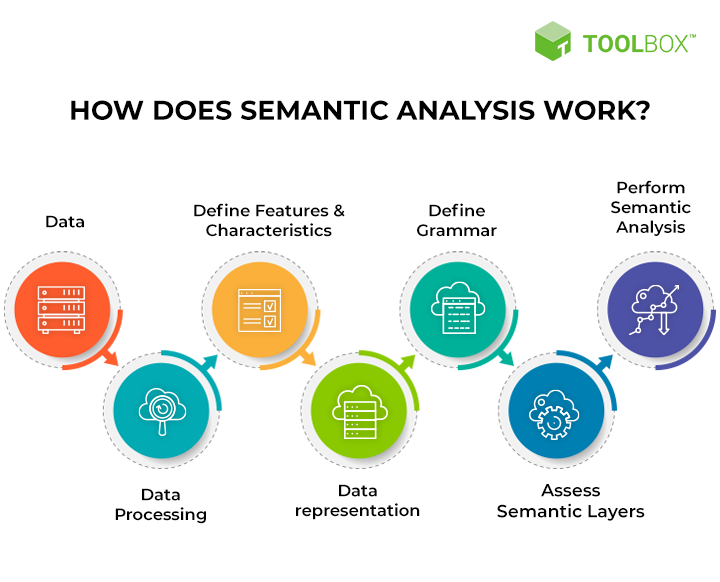 TOOLBOX™
HOW DOES SEMANTIC ANALYSIS WORK?
Data
Data
Processing
Define Features &
Characteristics
Data
representation
Define
Grammar
Assess
Semantic Layers
Perform
Semantic
Analysis